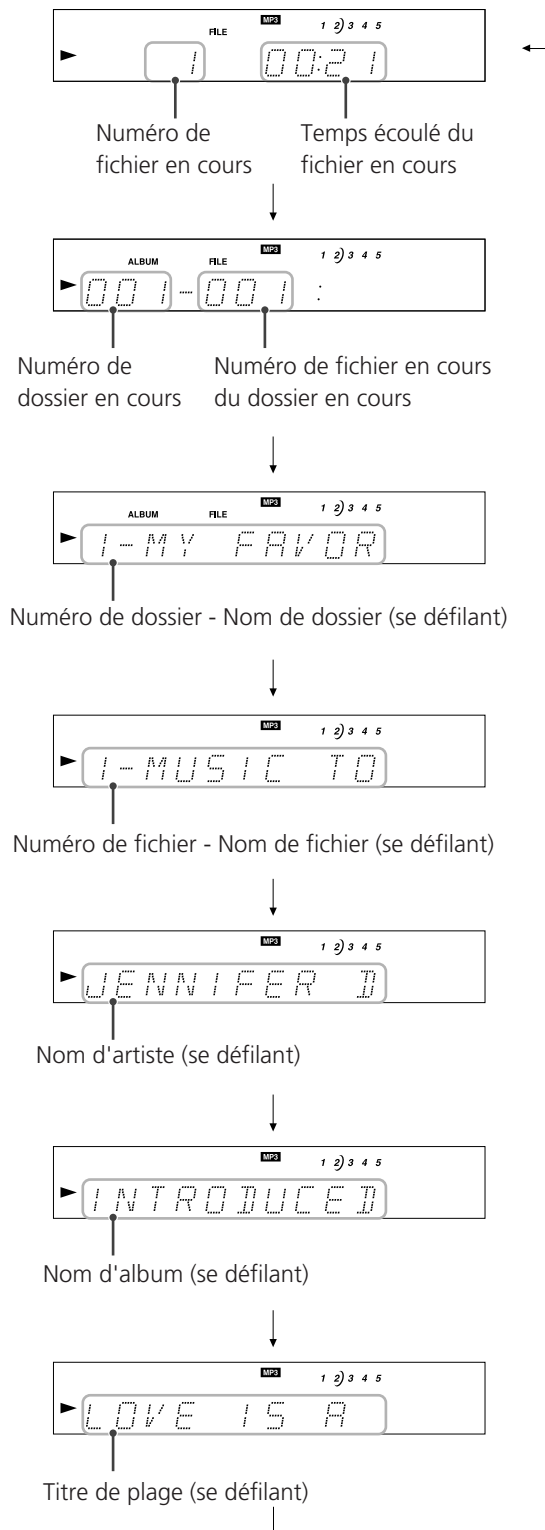 MP3
FILE 1 2 3 4 5
1 00:21
Numéro de
fichier en cours
Temps écoulé du
fichier en cours
MP3
ALBUM FILE 1 2 3 4 5
001-001 :
Numéro de
dossier en cours
Numéro de fichier en cours
du dossier en cours
MP3
ALBUM FILE 1 2 3 4 5
1-MY FAVOR
Numéro de dossier - Nom de dossier (se défilant)
MP3 1 2 3 4 5
1-MUSIC TO
Numéro de fichier - Nom de fichier (se défilant)
MP3 1 2 3 4 5
JENNIFER D
Nom d'artiste (se défilant)
MP3 1 2 3 4 5
INTRODUCED
Nom d'album (se défilant)
MP3 1 2 3 4 5
LOVE IS A
Titre de plage (se défilant)